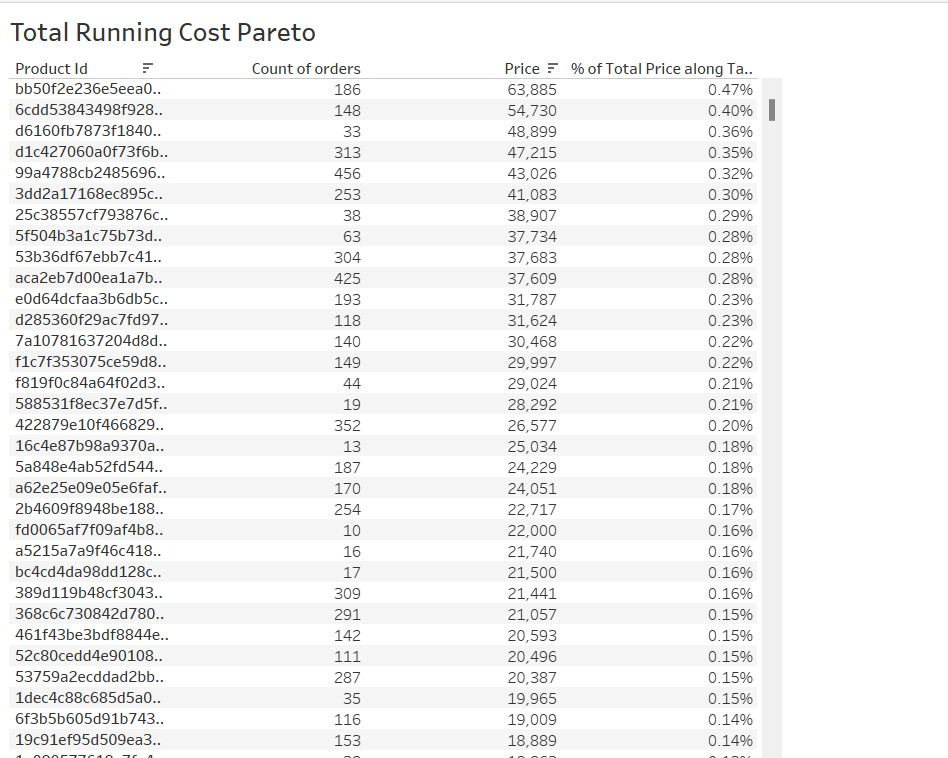 Total Running Cost Pareto
Product Id Count of orders Price % of Total Price along Ta..
bb50f2e236e5eea0.. 186 63,885 0.47%
6cdd53843498f928.. 148 54,730 0.40%
d6160fb7873f1840.. 33 48,899 0.36%
d1c427060a0f73f6b.. 313 47,215 0.35%
99a4788cb2485696.. 456 43,026 0.32%
3dd2a17168ec895c.. 253 41,083 0.30%
25c38557cf793876c.. 38 38,907 0.29%
5f504b3a1c75b73d.. 63 37,734 0.28%
53b36df67ebb7c41.. 304 37,683 0.28%
aca2eb7d00ea1a7b.. 425 37,609 0.28%
e0d64dcfaa3b6db5c.. 193 31,787 0.23%
d285360f29ac7fd97.. 118 31,624 0.23%
7a10781637204d8d.. 140 30,468 0.22%
f1c7f353075ce59d8.. 149 29,997 0.22%
f819f0c84a64f02d3.. 44 29,024 0.21%
588531f8ec37e7d5f.. 19 28,292 0.21%
422879e10f466829.. 352 26,577 0.20%
16c4e87b98a9370a.. 13 25,034 0.18%
5a848e4ab52fd544.. 187 24,229 0.18%
a62e25e09e05e6faf.. 170 24,051 0.18%
2b4609f8948be188.. 254 22,717 0.17%
fd0065af7f09af4b8.. 10 22,000 0.16%
a5215a7a9f46c418.. 16 21,740 0.16%
bc4cd4da98dd128c.. 17 21,500 0.16%
389d119b48cf3043.. 309 21,441 0.16%
368c6c730842d780.. 291 21,057 0.15%
461f43be3bdf8844e.. 142 20,593 0.15%
52c80cedd4e90108.. 111 20,496 0.15%
53759a2ecddad2bb.. 287 20,387 0.15%
1dec4c88c685d5a0.. 35 19,965 0.15%
6f3b5b605d91b743.. 116 19,009 0.14%
19c91ef95d509ea3.. 153 18,889 0.14%